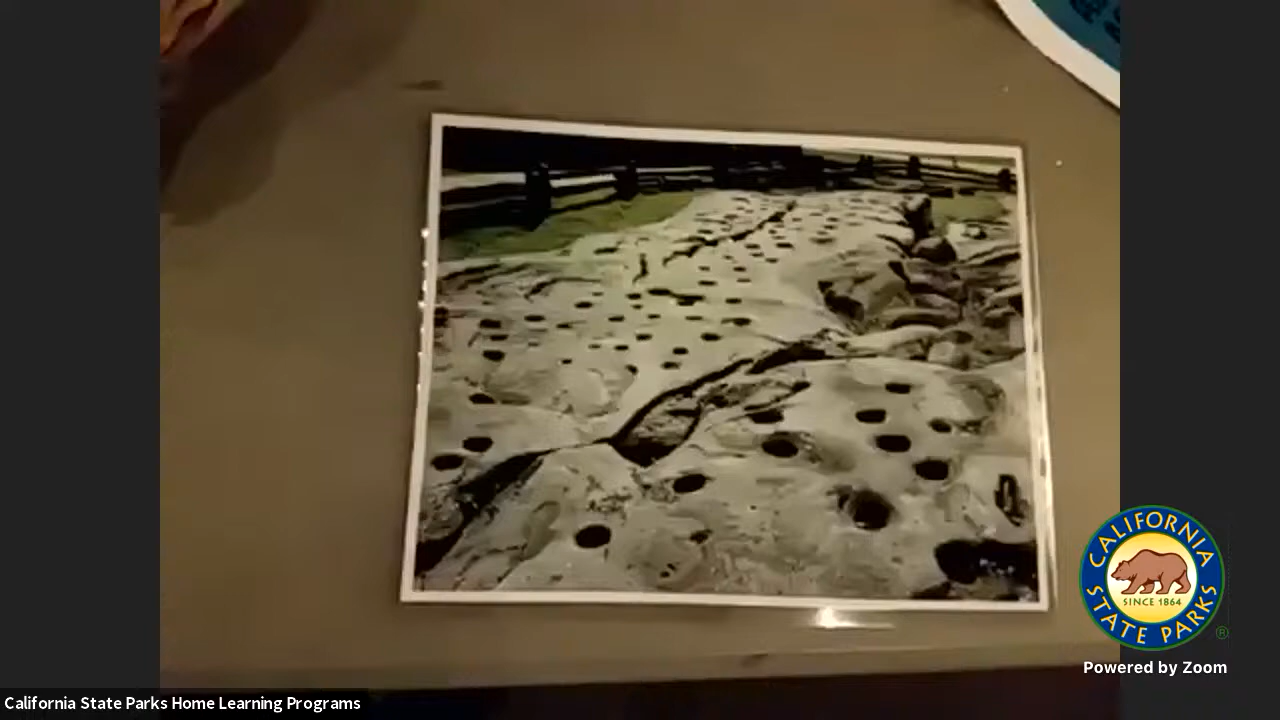 CALIFORNIA
SINCE 1864
STATE PARKS
®
Powered by Zoom
California State Parks Home Learning Programs